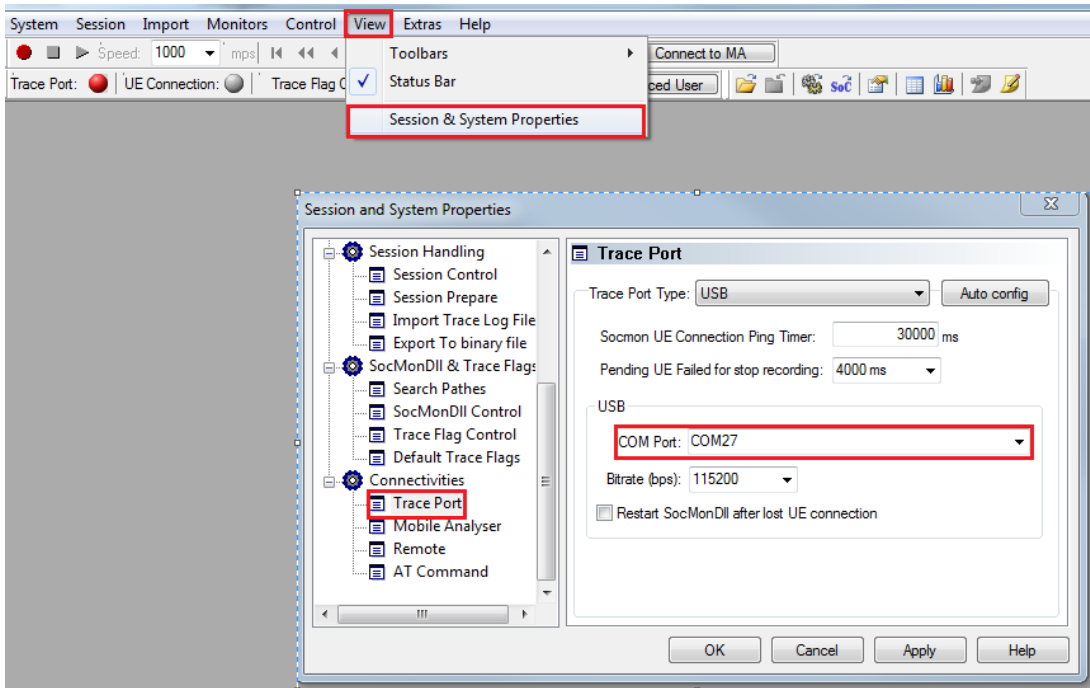 System Session Import Monitors Control View Extras Help
Speed: 1000 mps Connect to MA
Toolbars
Trace Port: UE Connection: Trace Flag C ced User SoC
Status Bar
Session & System Properties
Session and System Properties
Session Handling
Session Control
Session Prepare
Import Trace Log File
Export To binary file
SocMonDll & Trace Flags
Search Pathes
SocMonDll Control
Trace Flag Control
Default Trace Flags
Connectivities
Trace Port
Mobile Analyser
Remote
AT Command
Trace Port
Trace Port Type: USB Auto config
Socmon UE Connection Ping Timer: 30000 ms
Pending UE Failed for stop recording: 4000 ms
USB
COM Port: COM27
Bitrate (bps): 115200
Restart SocMonDll after lost UE connection
OK Cancel Apply Help